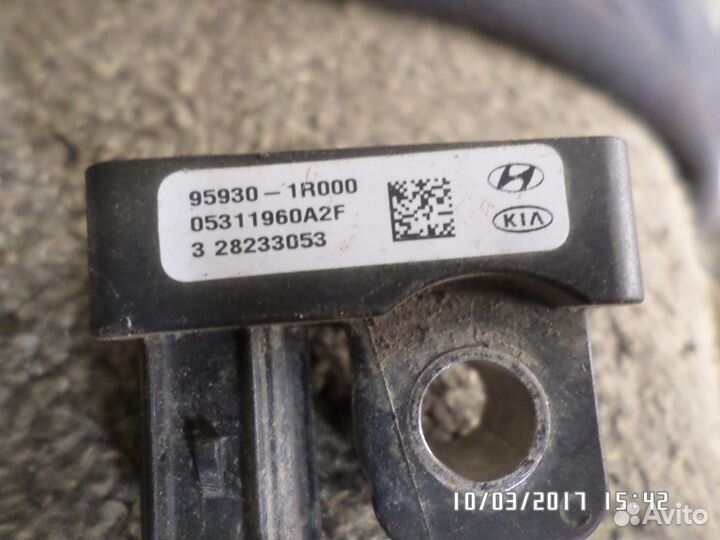 95930-1R000
05311960A2F
3 28233053
KIA
10/03/2017 15:42
Avito